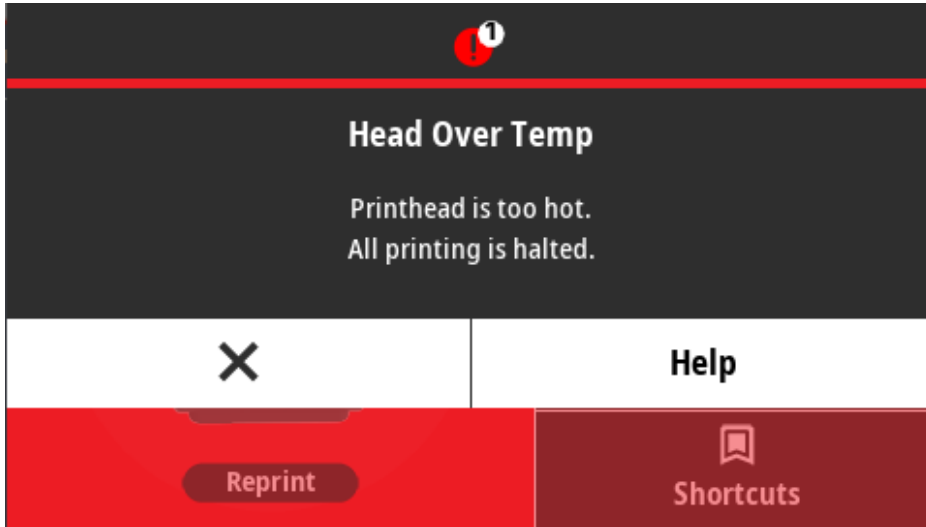 1
Head Over Temp
Printhead is too hot.
All printing is halted.
Help
Reprint
Shortcuts